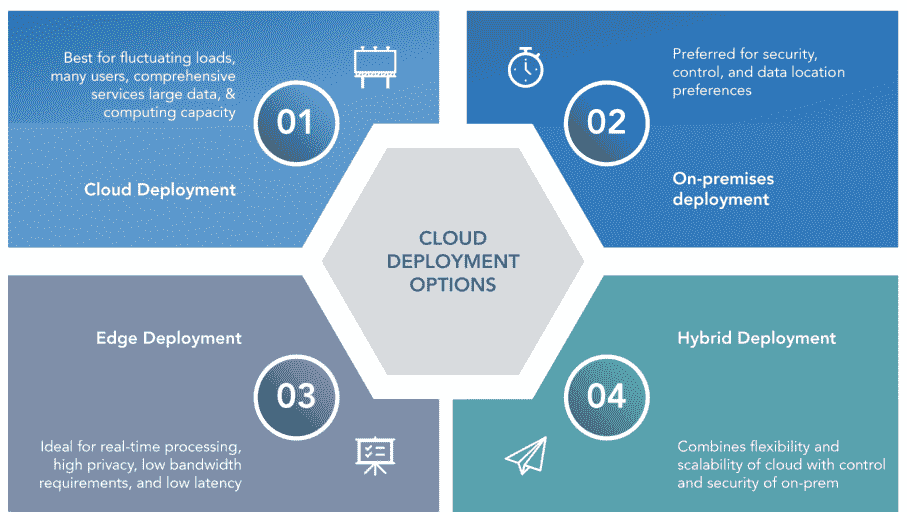 Best for fluctuating loads,
many users, comprehensive
services large data, &
computing capacity
01
Cloud Deployment
Preferred for security,
control, and data location
preferences
02
On-premises
deployment
CLOUD
DEPLOYMENT
OPTIONS
Edge Deployment
03
Ideal for real-time processing,
high privacy, low bandwidth
requirements, and low latency
Hybrid Deployment
04
Combines flexibility and
scalability of cloud with control
and security of on-prem